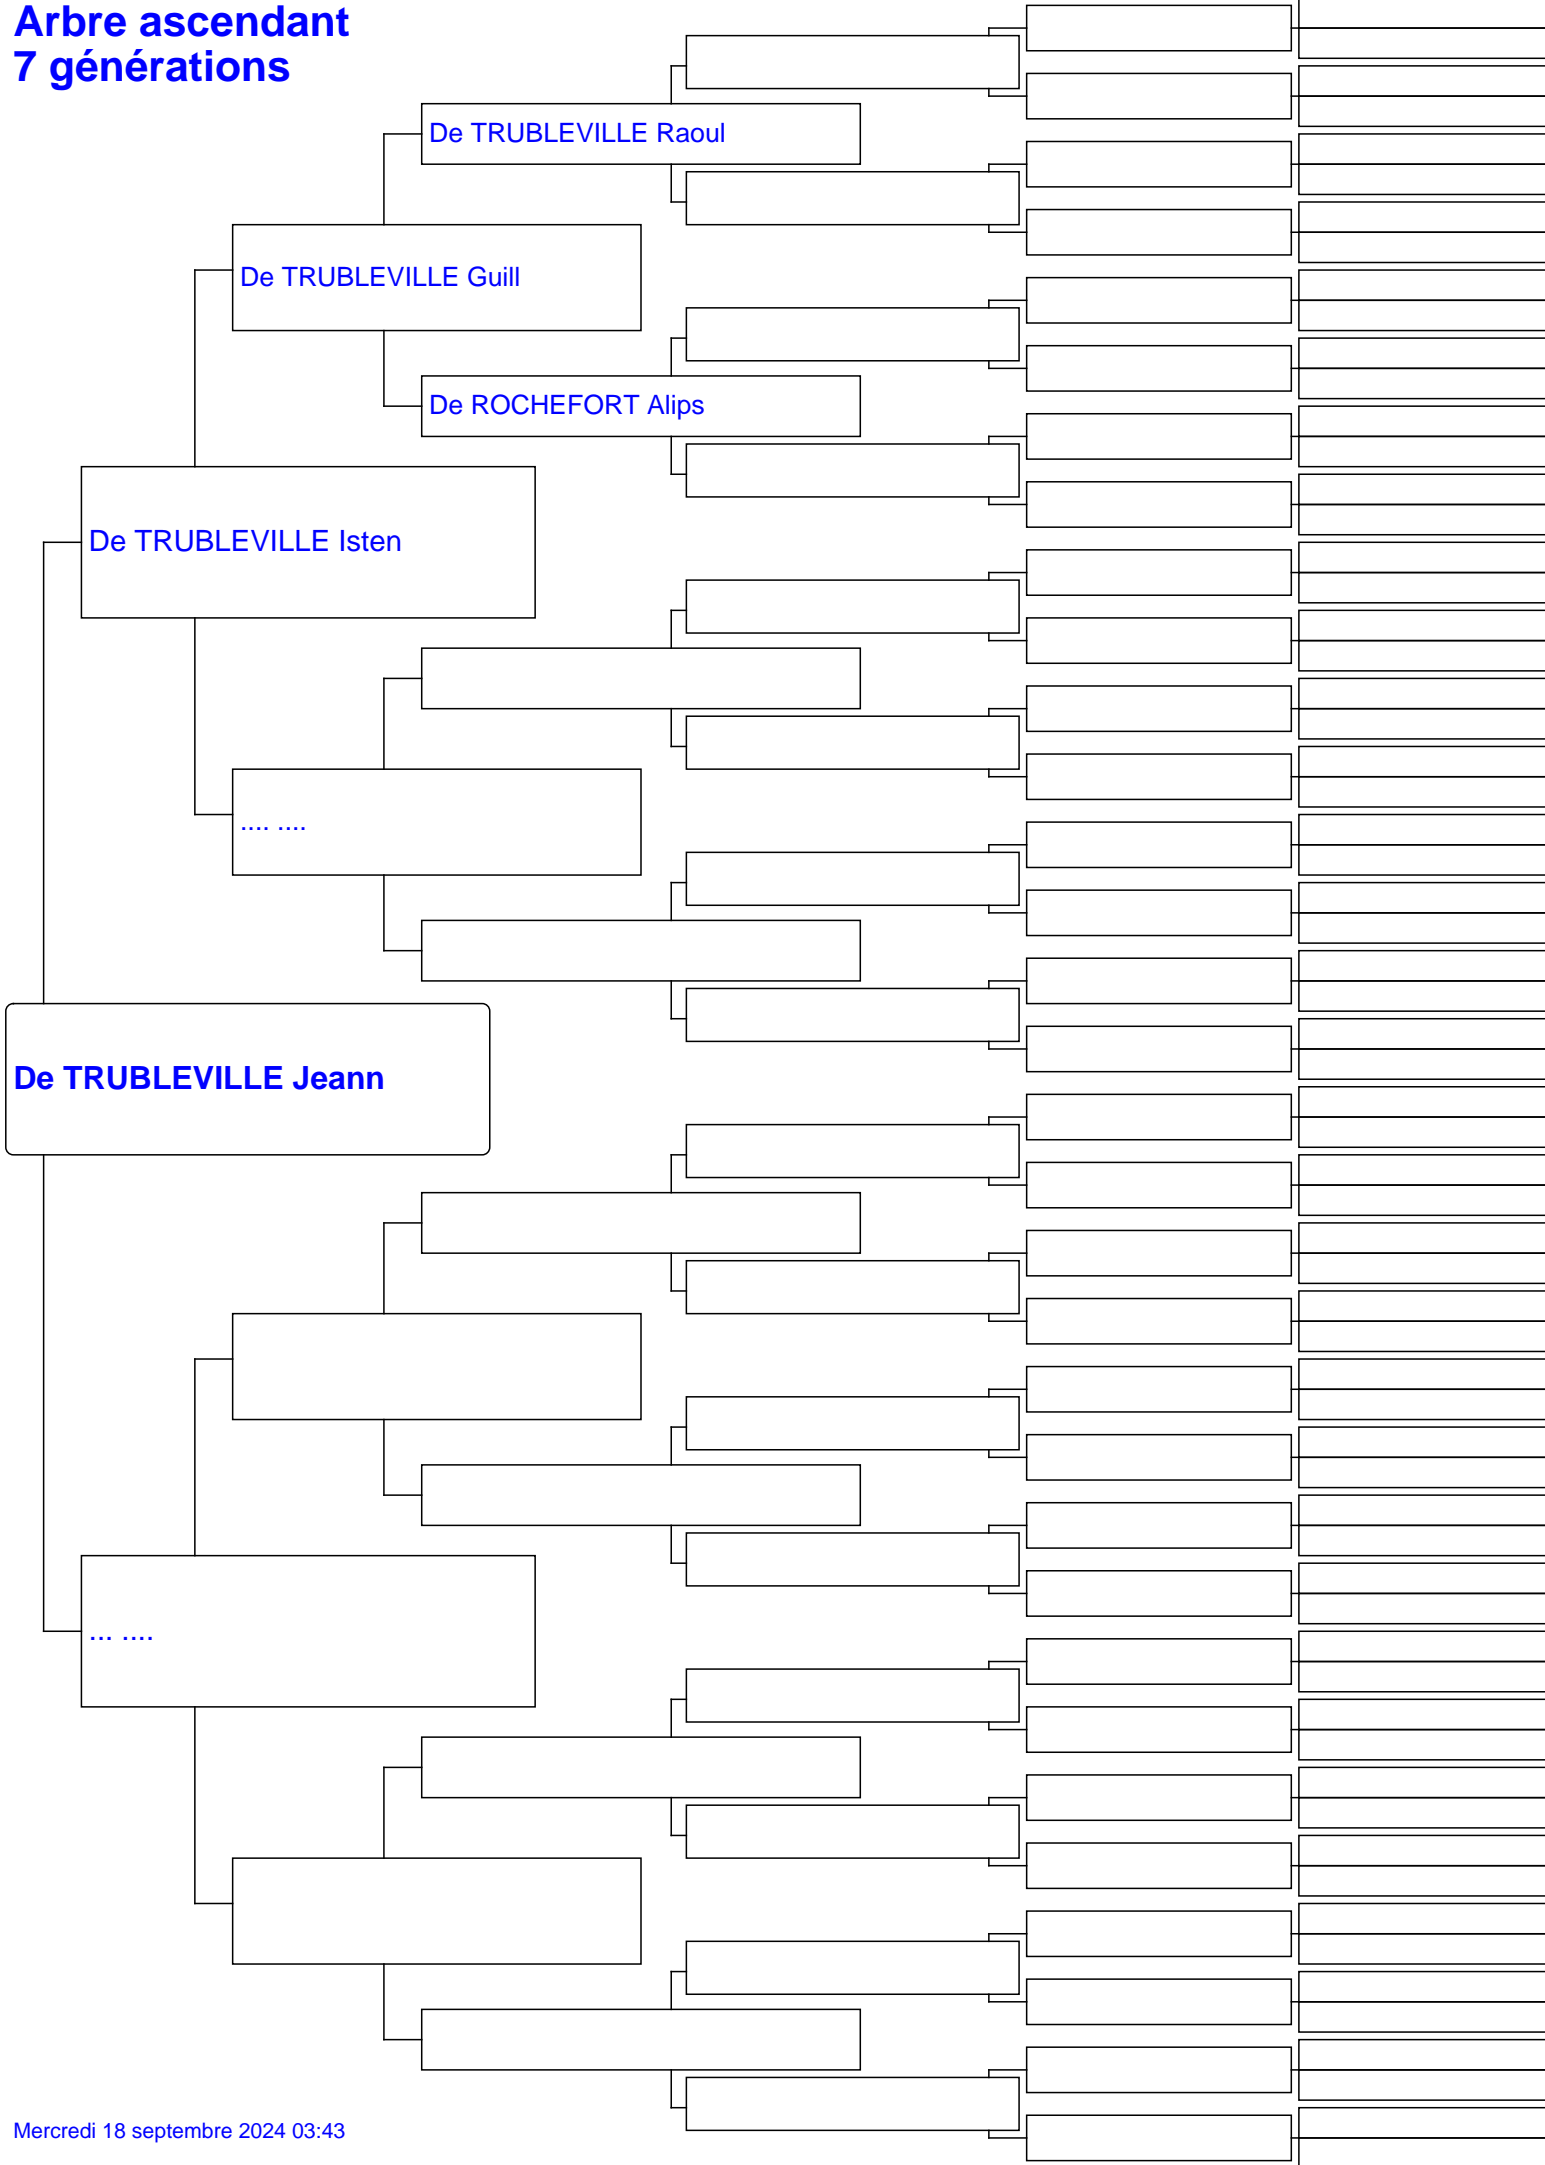 Arbre ascendant
7 générations
De TRUBLEVILLE Raoul
De TRUBLEVILLE Guill
De ROCHEFORT Alips
De TRUBLEVILLE Isten
.... ....
De TRUBLEVILLE Jeann
... ....
Mercredi 18 septembre 2024 03:43